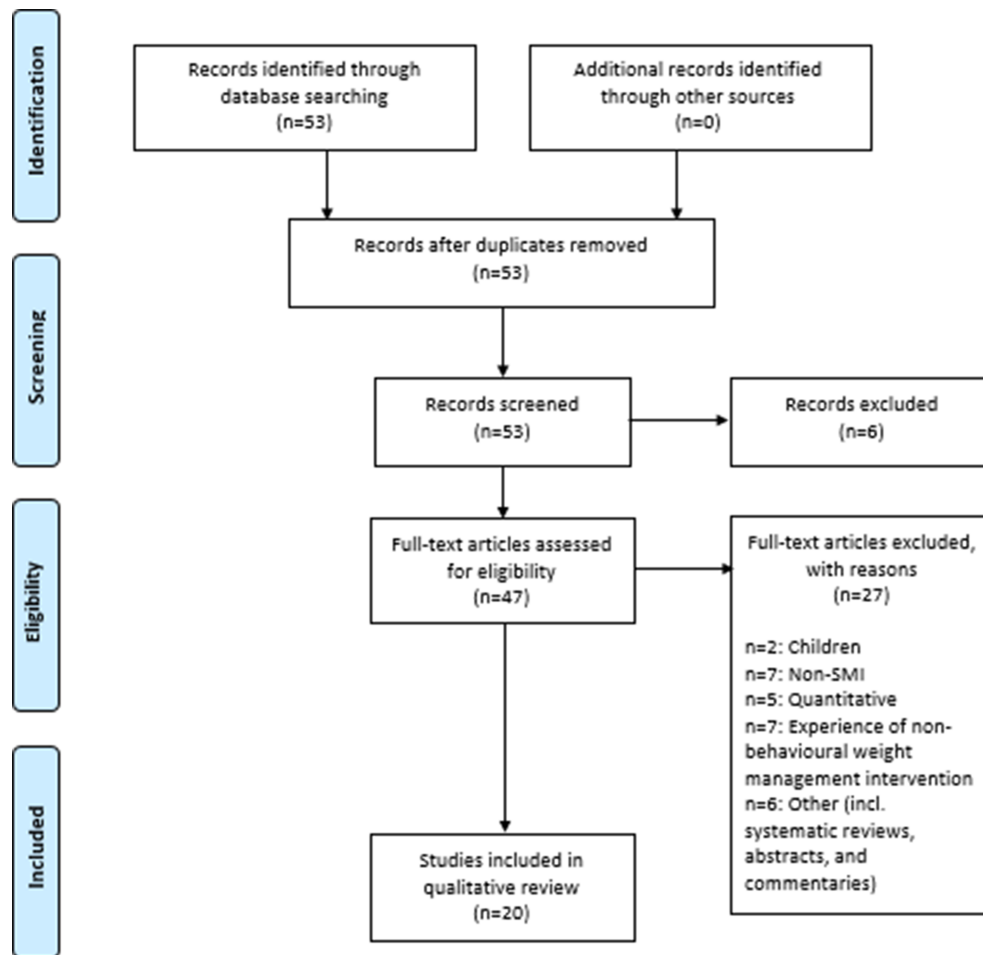 Identification
Records identified through
database searching
(n=53)
Additional records identified
through other sources
(n=0)
Records after duplicates removed
(n=53)
Screening
Records screened
(n=53)
Records excluded
(n=6)
Eligibility
Full-text articles assessed
for eligibility
(n=47)
Full-text articles excluded,
with reasons
(n=27)
n=2: Children
n=7: Non-SMI
n=5: Quantitative
n=7: Experience of non-
behavioural weight
management intervention
n=6: Other (incl.
systematic reviews,
abstracts, and
commentaries)
Included
Studies included in
qualitative review
(n=20)